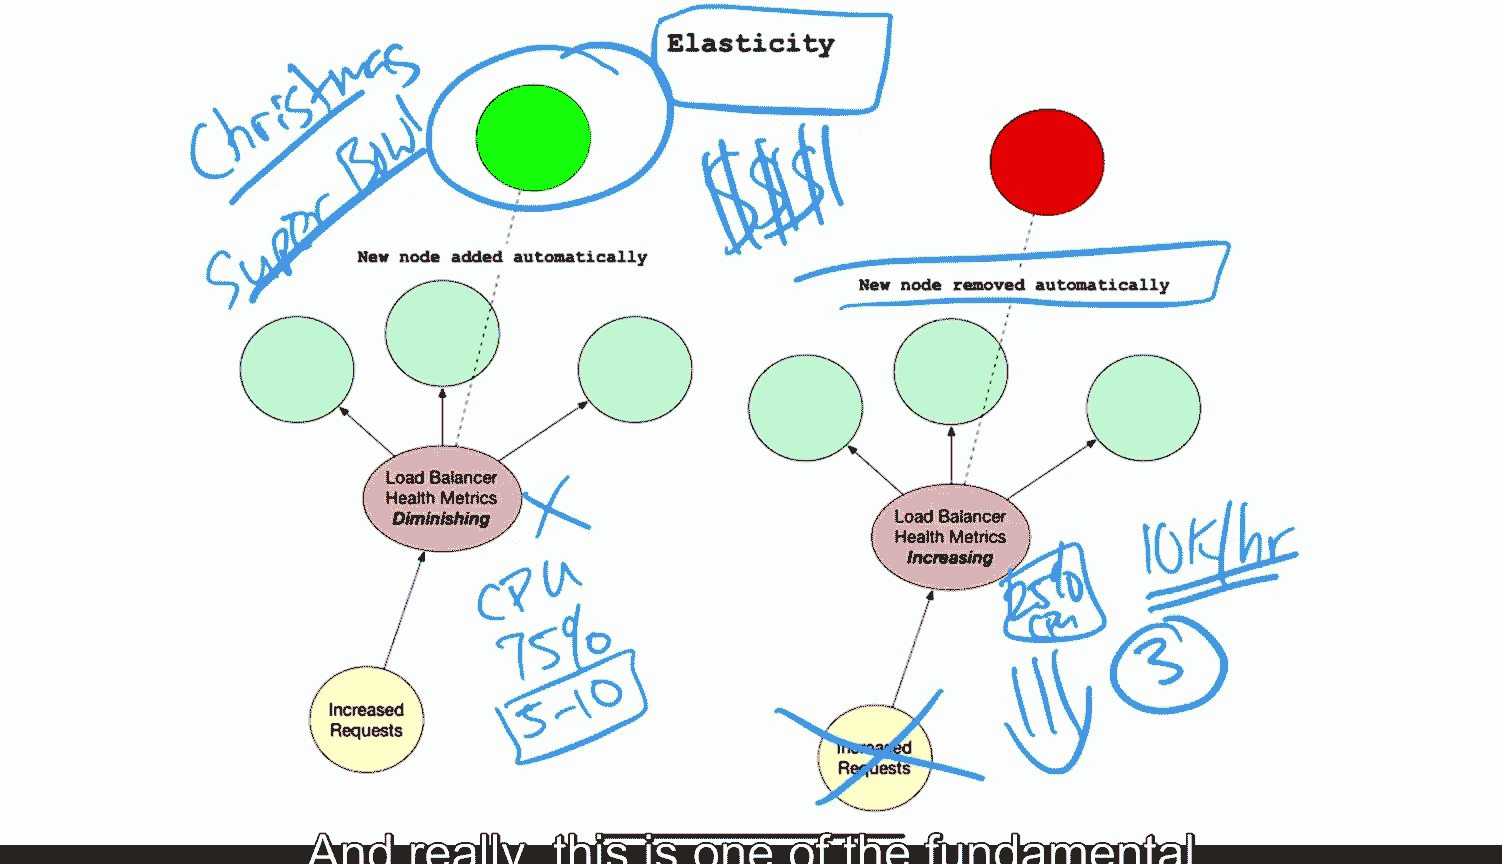 Elasticity
Christmas
Super Bowl
$$$$
New node added automatically
New node removed automatically
Load Balancer
Health Metrics
Diminishing
Load Balancer
Health Metrics
Increasing
CPU
75%
5-10
25%
CPU
10K/hr
3
Increased
Requests
Increased
Requests
And really, this is one of the fundamental